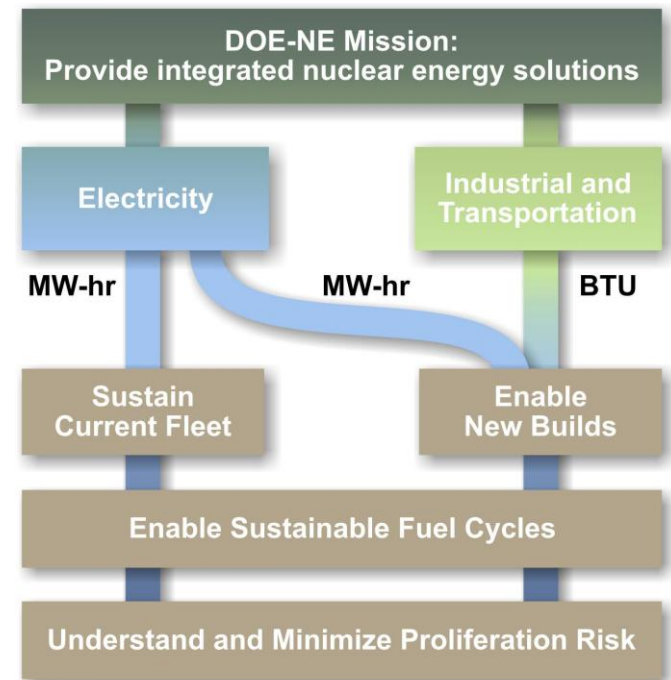 DOE-NE Mission:
Provide integrated nuclear energy solutions
Electricity
Industrial and
Transportation
MW-hr
MW-hr
BTU
Sustain
Current Fleet
Enable
New Builds
Enable Sustainable Fuel Cycles
Understand and Minimize Proliferation Risk